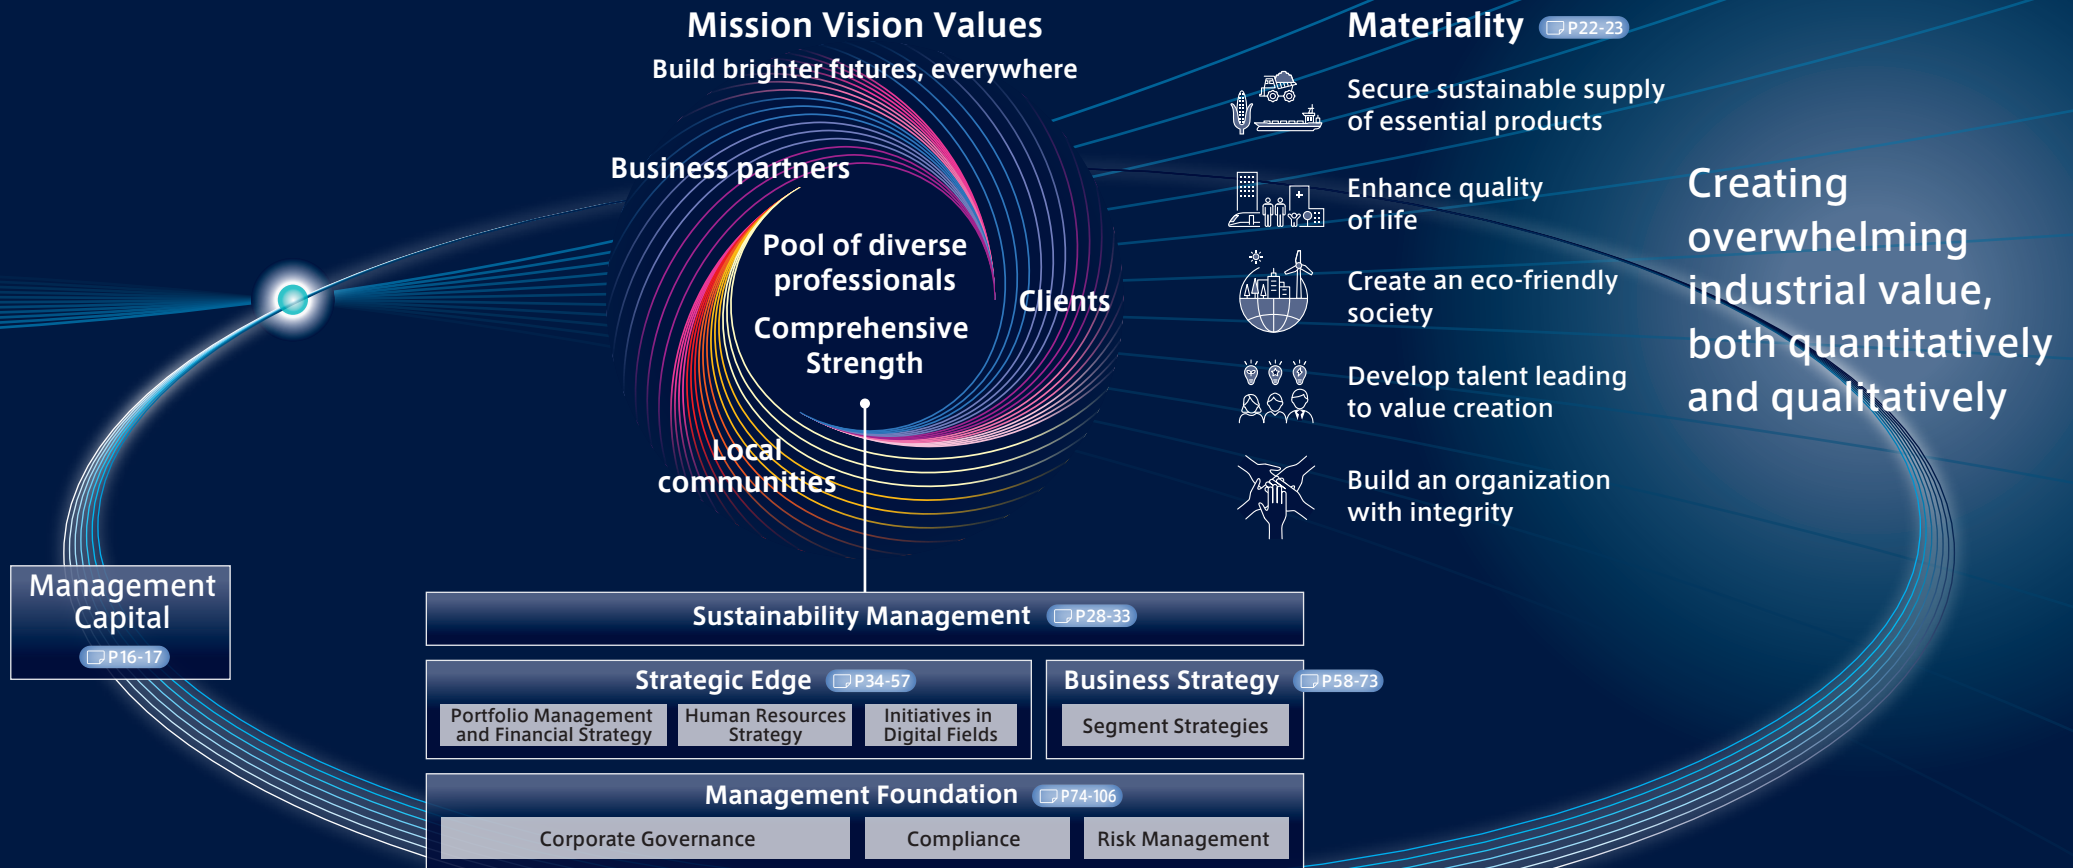 Mission Vision Values
Build brighter futures, everywhere
Business partners
Pool of diverse
professionals
Comprehensive
Strength
Clients
Local
communities
Materiality P22-23
Secure sustainable supply
of essential products
Enhance quality
of life
Create an eco-friendly
society
Develop talent leading
to value creation
Build an organization
with integrity
Creating
overwhelming
industrial value,
both quantitatively
and qualitatively
Management
Capital
P16-17
Sustainability Management P28-33
Strategic Edge P34-57
Portfolio Management
and Financial Strategy
Human Resources
Strategy
Initiatives in
Digital Fields
Business Strategy P58-73
Segment Strategies
Management Foundation P74-106
Corporate Governance
Compliance
Risk Management